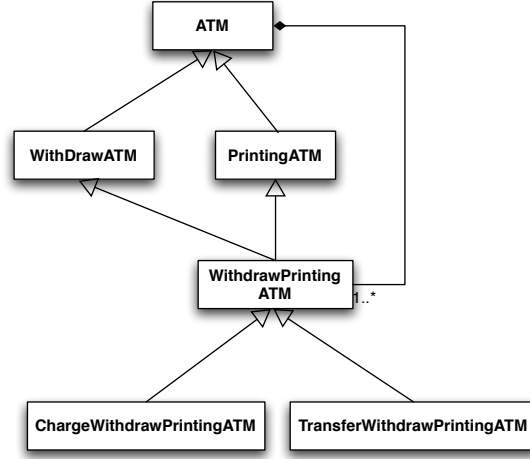 ATM
WithDrawATM
PrintingATM
WithdrawPrinting
ATM
1..*
ChargeWithdrawPrintingATM
TransferWithdrawPrintingATM